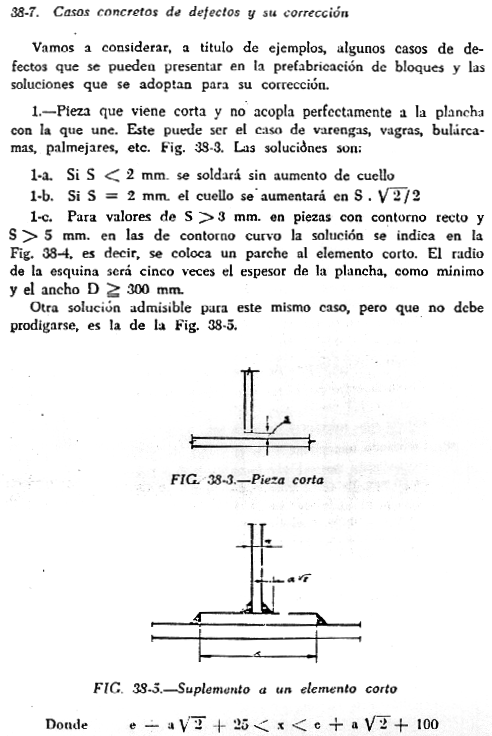 38-7. Casos concretos de defectos y su corrección
Vamos a considerar, a titulo de ejemplos, algunos casos de de-
fectos que se pueden presentar en la prefabricación de bloques y las
soluciones que se adoptan para su corrección.
1.—Pieza que viene corta y no acopla perfectamente a la plancha
con la que une. Este puede ser el caso de varengas, vagras, bulárca-
mas, palmejares, etc. Fig. 38-3. Las soluciónes son:
1-a. Si S < 2 mm. se soldará sin aumento de cuello
1-b. Si S = 2 mm. el cuello se aumentará en S . √2/2
1-c. Para valores de S > 3 mm. en piezas con contorno recto y
S > 5 mm. en las de contorno curvo la solución se indica en la
Fig. 38-4, es decir, se coloca un parche al elemento corto. El radio
de la esquina será cinco veces el espesor de la plancha, como mínimo
y el ancho D ≧ 300 mm.
Otra solución admisible para este mismo caso, pero que no debe
prodigarse, es la de la Fig. 38-5.
FIG. 38-3.—Pieza corta
a √2
FIG. 38-5.—Suplemento a un elemento corto
Donde e + a √2 + 25 < x < e + a √2 + 100